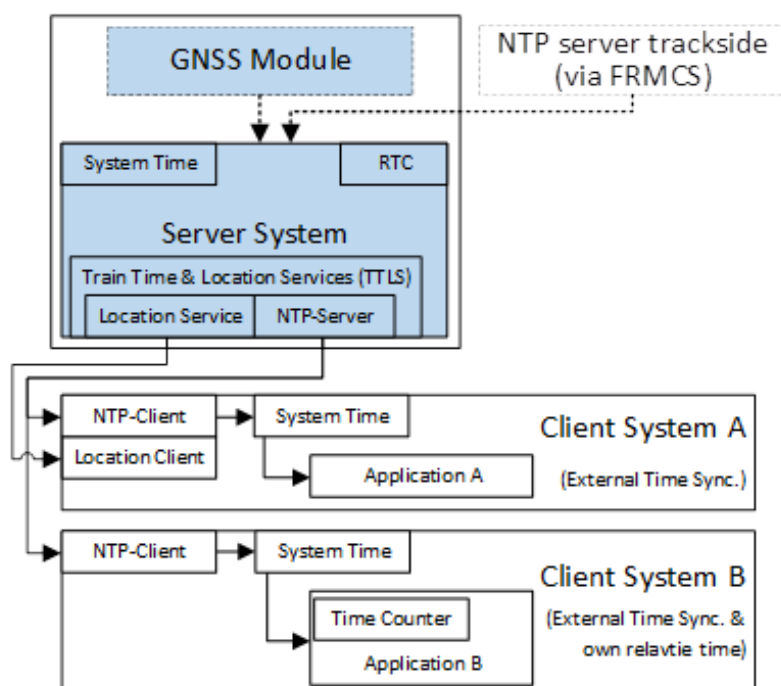 GNSS Module
NTP server trackside
(via FRMCS)
System Time
RTC
Server System
Train Time & Location Services (TTLS)
Location Service
NTP-Server
NTP-Client
System Time
Client System A
Location Client
Application A
(External Time Sync.)
NTP-Client
System Time
Client System B
(External Time Sync. &
own relavtie time)
Time Counter
Application B